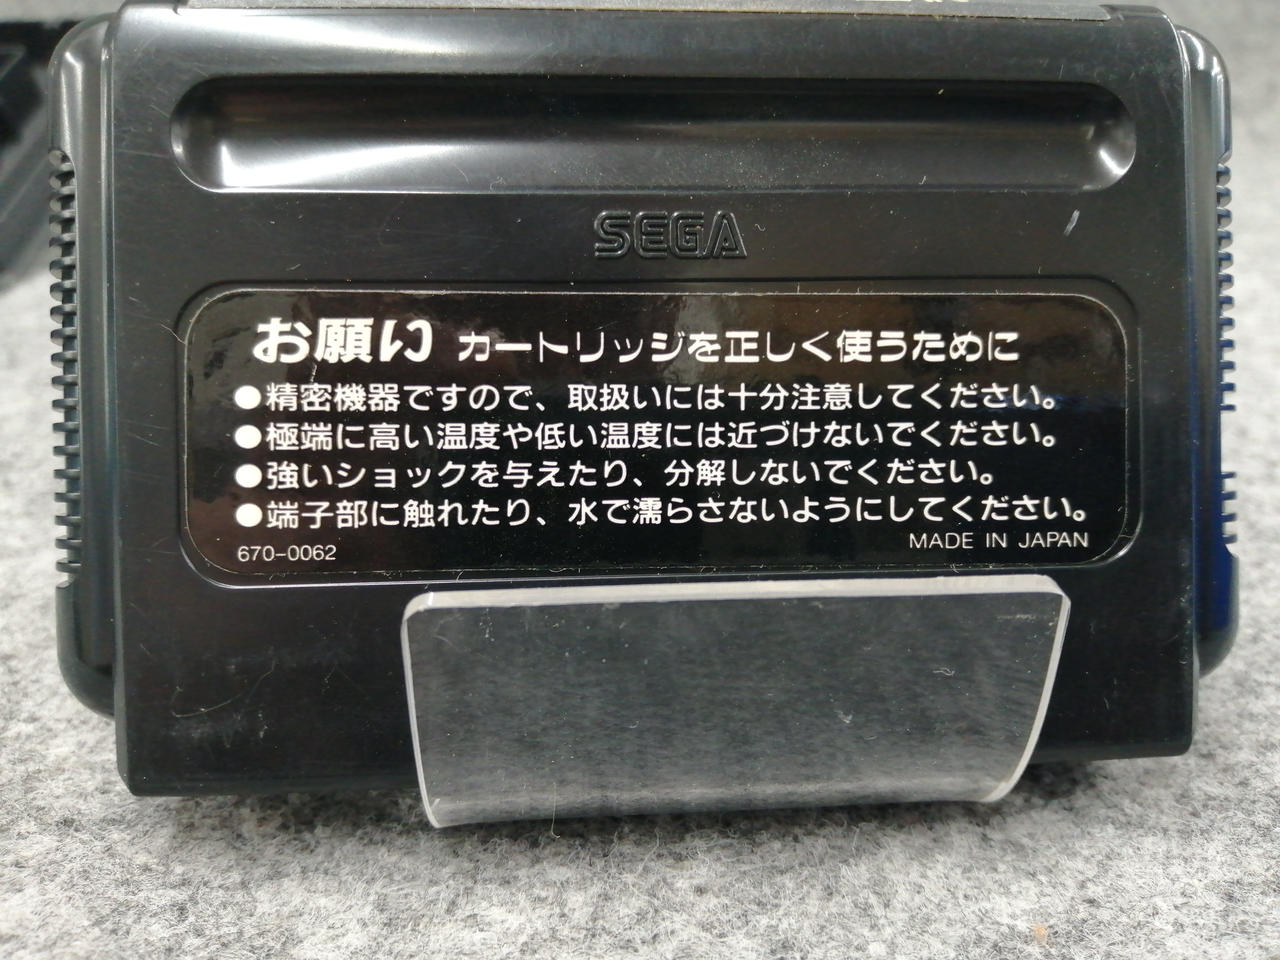 SEGA
お願い カートリッジを正しく使うために
●精密機器ですので、取扱いには十分注意してください。
●極端に高い温度や低い温度には近づけないでください。
●強いショックを与えたり、分解しないでください。
●端子部に触れたり、水で濡らさないようにしてください。
670-0062 MADE IN JAPAN